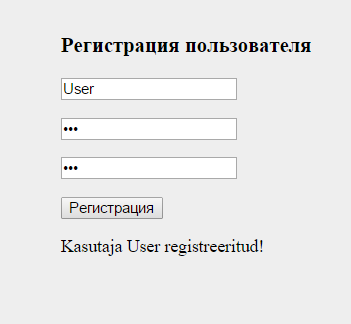 Регистрация пользователя
User
•••
•••
Регистрация
Kasutaja User registreeritud!